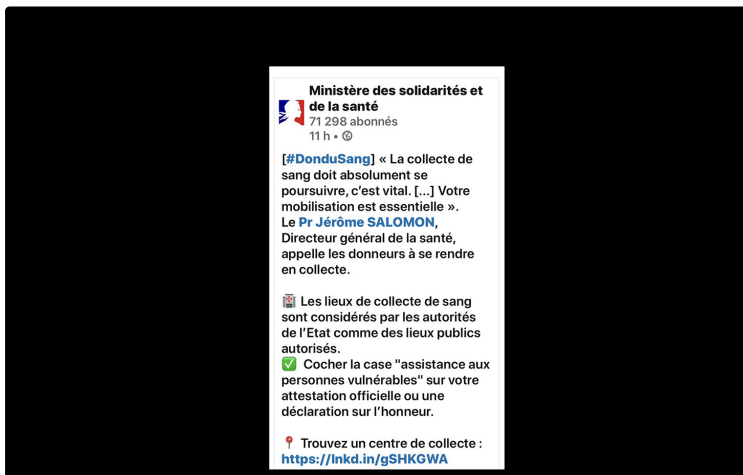 Ministère des solidarités et
de la santé
71 298 abonnés
11 h •
[#DonduSang] « La collecte de
sang doit absolument se
poursuivre, c’est vital. [...] Votre
mobilisation est essentielle ».
Le Pr Jérôme SALOMON,
Directeur général de la santé,
appelle les donneurs à se rendre
en collecte.
🏥 Les lieux de collecte de sang
sont considérés par les autorités
de l’Etat comme des lieux publics
autorisés.
✅ Cocher la case "assistance aux
personnes vulnérables" sur votre
attestation officielle ou une
déclaration sur l’honneur.
📍 Trouvez un centre de collecte :
https://lnkd.in/gSHKGWA